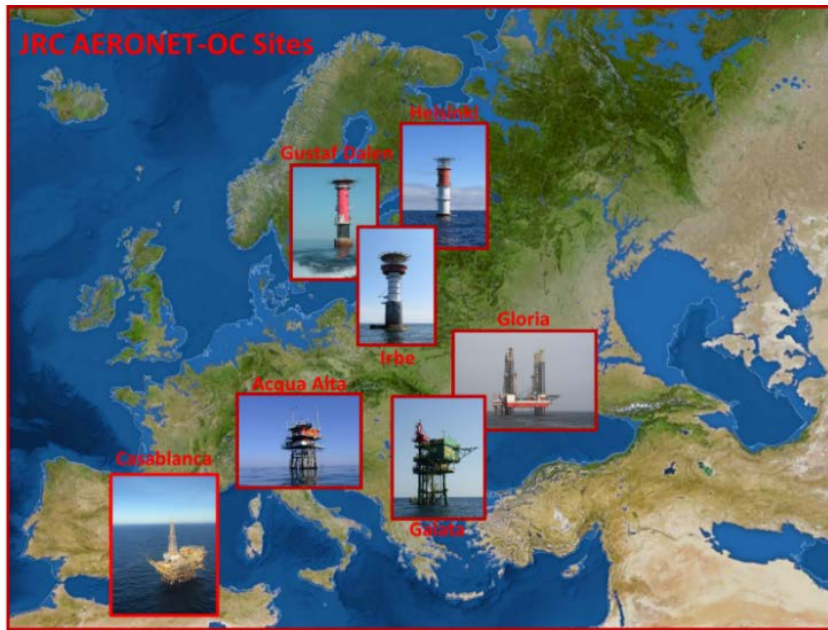 JRC AERONET-OC Sites
Helsinki
Gustaf Dalen
Gloria
Irbe
Acqua Alta
Casablanca
Galata